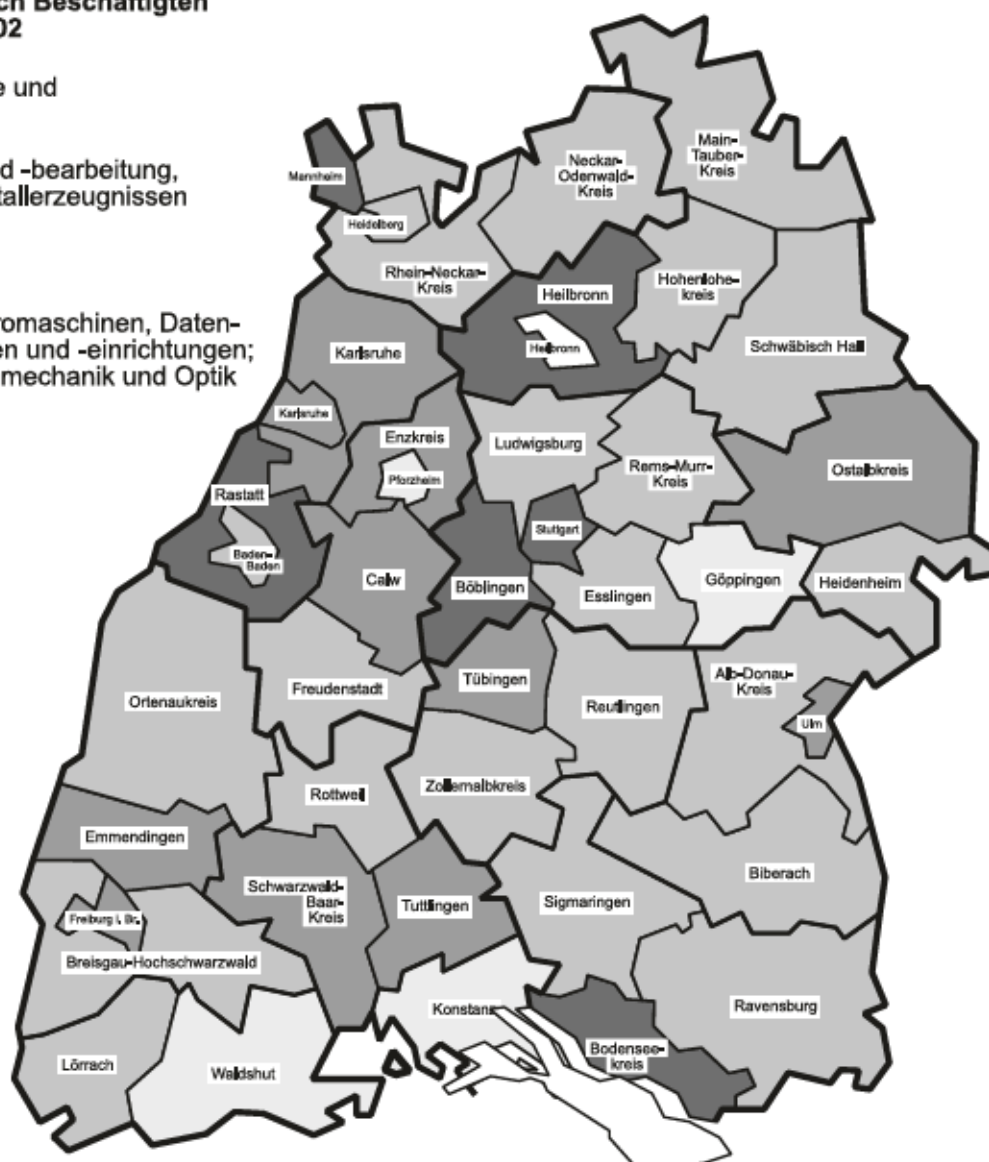 ch Beschäftigten
02
e und
d -bearbeitung,
tallerzeugnissen
romaschinen, Daten-
en und -einrichtungen;
mechanik und Optik
Main-
Tauber-
Kreis
Neckar-
Odenwald-
Kreis
Mannheim
Heidelberg
Rhein-Neckar-
Kreis
Hohenlohe-
kreis
Heilbronn
Heilbronn
Schwäbisch Hall
Karlsruhe
Karlsruhe
Enzkreis
Pforzheim
Ludwigsburg
Rems-Murr-
Kreis
Ostalbkreis
Rastatt
Baden-
Baden
Stuttgart
Calw
Böblingen
Esslingen
Göppingen
Heidenheim
Ortenaukreis
Freudenstadt
Tübingen
Reutlingen
Alb-Donau-
Kreis
Ulm
Rottweil
Zollernalbkreis
Emmendingen
Biberach
Schwarzwald-
Baar-
Kreis
Tuttlingen
Sigmaringen
Freiburg i. Br.
Breisgau-Hochschwarzwald
Konstanz
Ravensburg
Bodensee-
kreis
Lörrach
Waldshut